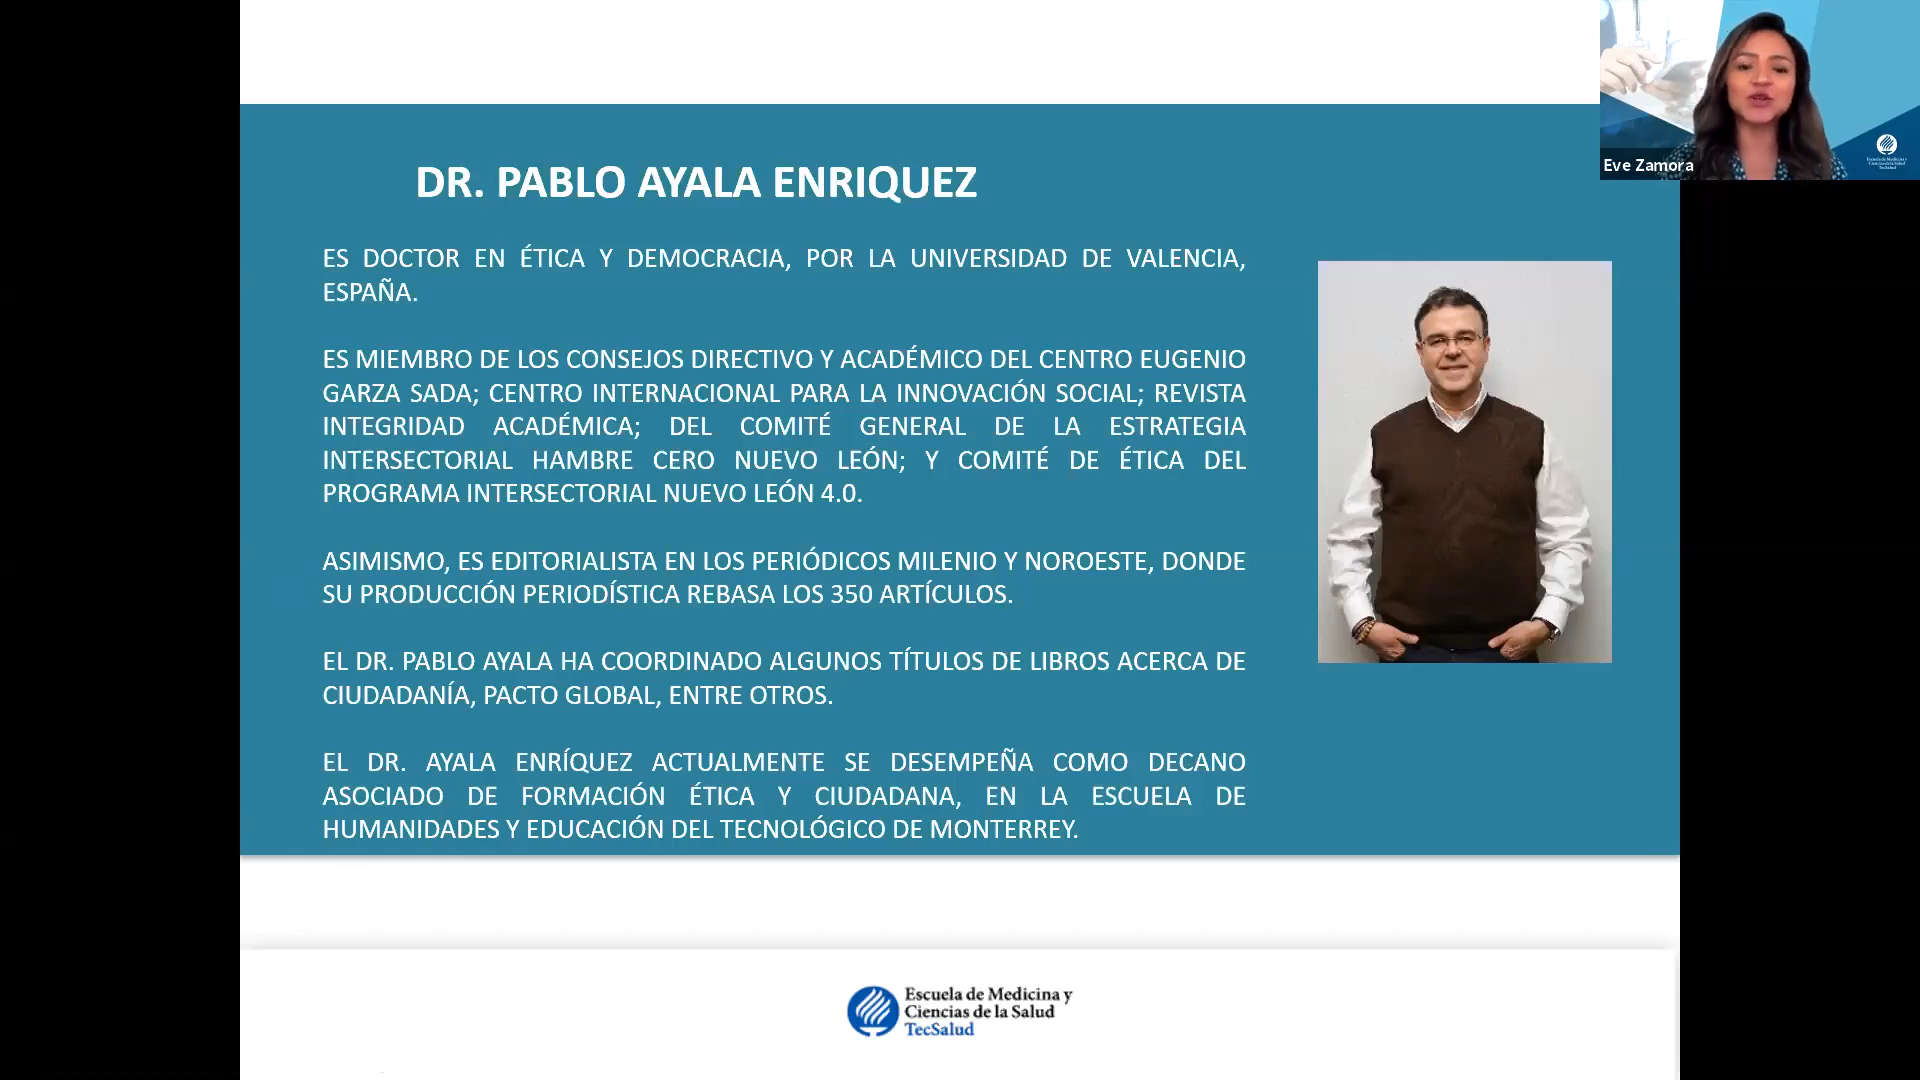 DR. PABLO AYALA ENRIQUEZ
ES DOCTOR EN ÉTICA Y DEMOCRACIA, POR LA UNIVERSIDAD DE VALENCIA,
ESPAÑA.
ES MIEMBRO DE LOS CONSEJOS DIRECTIVO Y ACADÉMICO DEL CENTRO EUGENIO
GARZA SADA; CENTRO INTERNACIONAL PARA LA INNOVACIÓN SOCIAL; REVISTA
INTEGRIDAD ACADÉMICA; DEL COMITÉ GENERAL DE LA ESTRATEGIA
INTERSECTORIAL HAMBRE CERO NUEVO LEÓN; Y COMITÉ DE ÉTICA DEL
PROGRAMA INTERSECTORIAL NUEVO LEÓN 4.0.
ASIMISMO, ES EDITORIALISTA EN LOS PERIÓDICOS MILENIO Y NOROESTE, DONDE
SU PRODUCCIÓN PERIODÍSTICA REBASA LOS 350 ARTÍCULOS.
EL DR. PABLO AYALA HA COORDINADO ALGUNOS TÍTULOS DE LIBROS ACERCA DE
CIUDADANÍA, PACTO GLOBAL, ENTRE OTROS.
EL DR. AYALA ENRÍQUEZ ACTUALMENTE SE DESEMPEÑA COMO DECANO
ASOCIADO DE FORMACIÓN ÉTICA Y CIUDADANA, EN LA ESCUELA DE
HUMANIDADES Y EDUCACIÓN DEL TECNOLÓGICO DE MONTERREY.
Eve Zamora
Escuela de Medicina y
Ciencias de la Salud
TecSalud